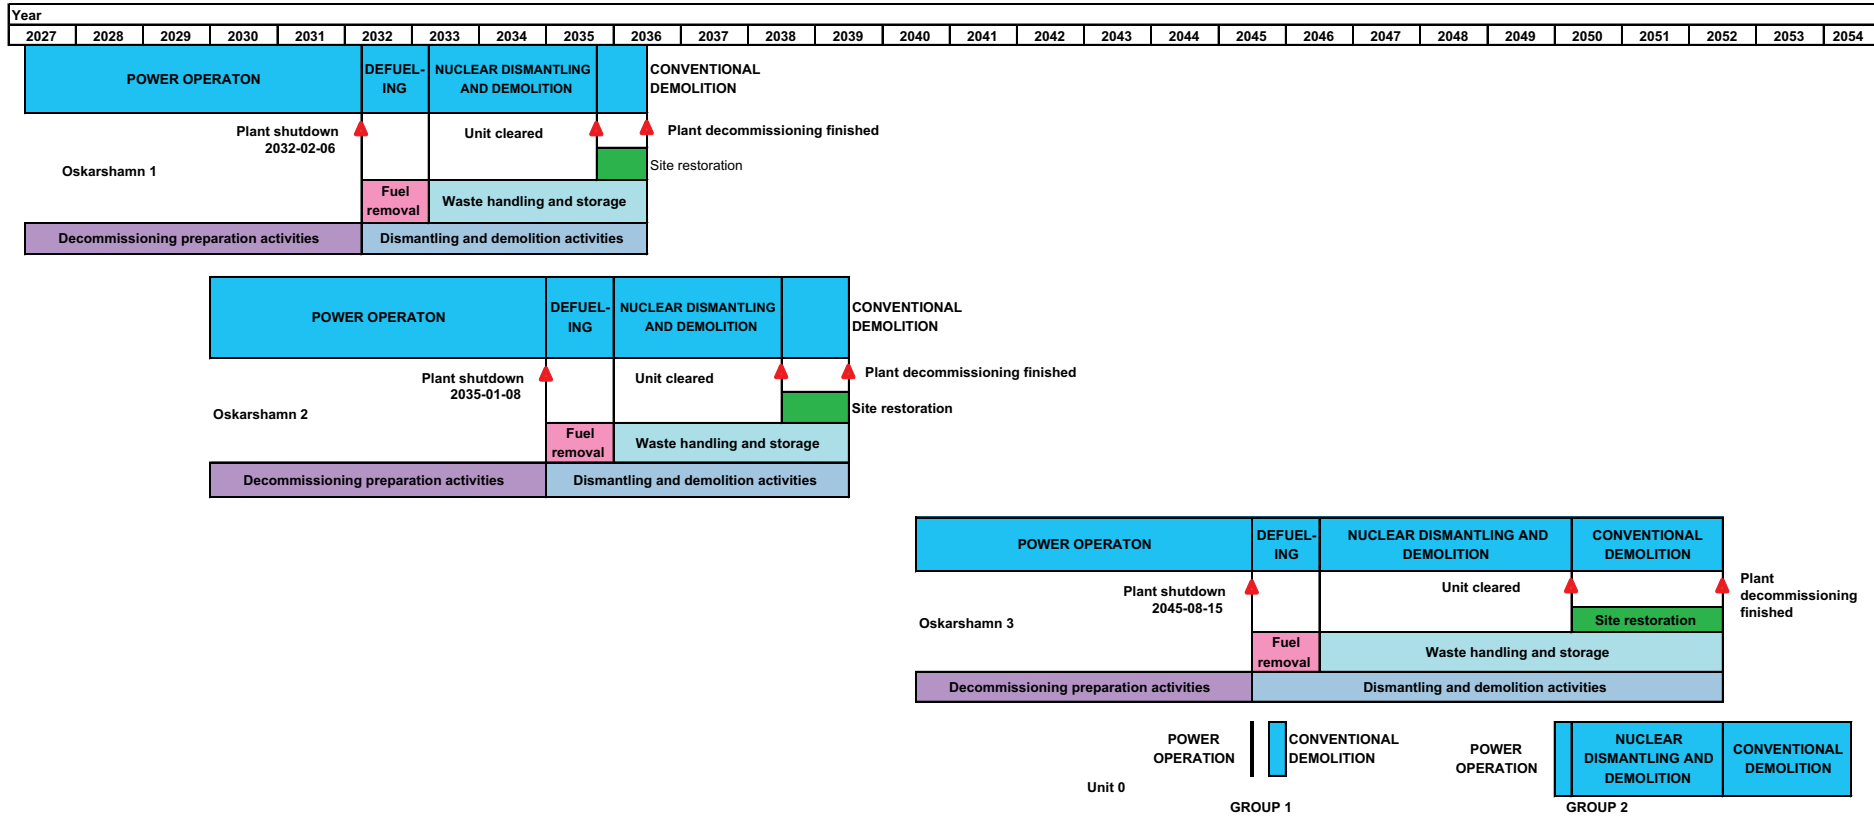 Year
2027 2028 2029 2030 2031 2032 2033 2034 2035 2036 2037 2038 2039 2040 2041 2042 2043 2044 2045 2046 2047 2048 2049 2050 2051 2052 2053 2054
POWER OPERATON
DEFUEL-
ING
NUCLEAR DISMANTLING
AND DEMOLITION
CONVENTIONAL
DEMOLITION
Plant shutdown
2032-02-06
Unit cleared
Plant decommissioning finished
Oskarshamn 1
Site restoration
Fuel
removal
Waste handling and storage
Decommissioning preparation activities
Dismantling and demolition activities
POWER OPERATON
DEFUEL-
ING
NUCLEAR DISMANTLING
AND DEMOLITION
CONVENTIONAL
DEMOLITION
Plant shutdown
2035-01-08
Unit cleared
Plant decommissioning finished
Oskarshamn 2
Site restoration
Fuel
removal
Waste handling and storage
Decommissioning preparation activities
Dismantling and demolition activities
POWER OPERATON
DEFUEL-
ING
NUCLEAR DISMANTLING AND
DEMOLITION
CONVENTIONAL
DEMOLITION
Plant shutdown
2045-08-15
Unit cleared
Plant
decommissioning
finished
Oskarshamn 3
Site restoration
Fuel
removal
Waste handling and storage
Decommissioning preparation activities
Dismantling and demolition activities
POWER
OPERATION
CONVENTIONAL
DEMOLITION
POWER
OPERATION
NUCLEAR
DISMANTLING AND
DEMOLITION
CONVENTIONAL
DEMOLITION
Unit 0
GROUP 1
GROUP 2